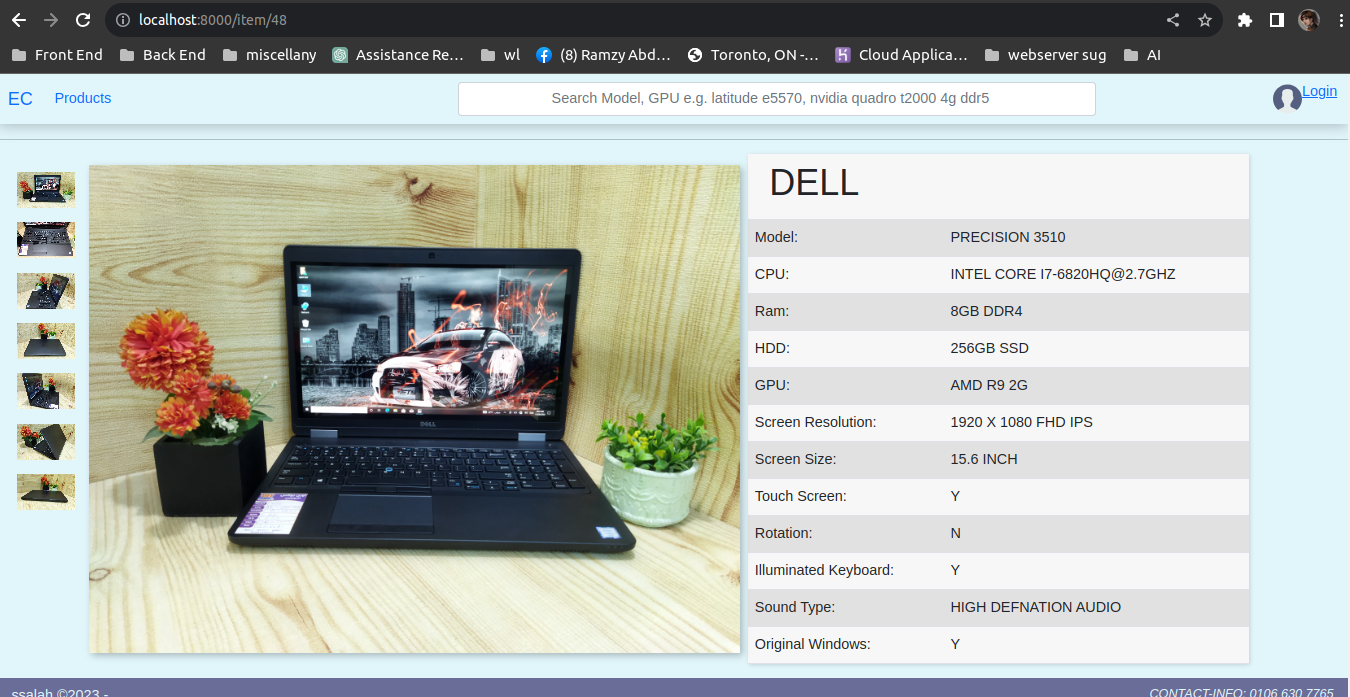 localhost:8000/item/48
Front End Back End miscellany Assistance Re... wl (8) Ramzy Abd... Toronto, ON -... Cloud Applica... webserver sug AI
EC Products Search Model, GPU e.g. latitude e5570, nvidia quadro t2000 4g ddr5 Login
DELL
Model: PRECISION 3510
CPU: INTEL CORE I7-6820HQ@2.7GHZ
Ram: 8GB DDR4
HDD: 256GB SSD
GPU: AMD R9 2G
Screen Resolution: 1920 X 1080 FHD IPS
Screen Size: 15.6 INCH
Touch Screen: Y
Rotation: N
Illuminated Keyboard: Y
Sound Type: HIGH DEFNATION AUDIO
Original Windows: Y
DELL
ssalah ©2023 - CONTACT-INFO: 0106 630 7765